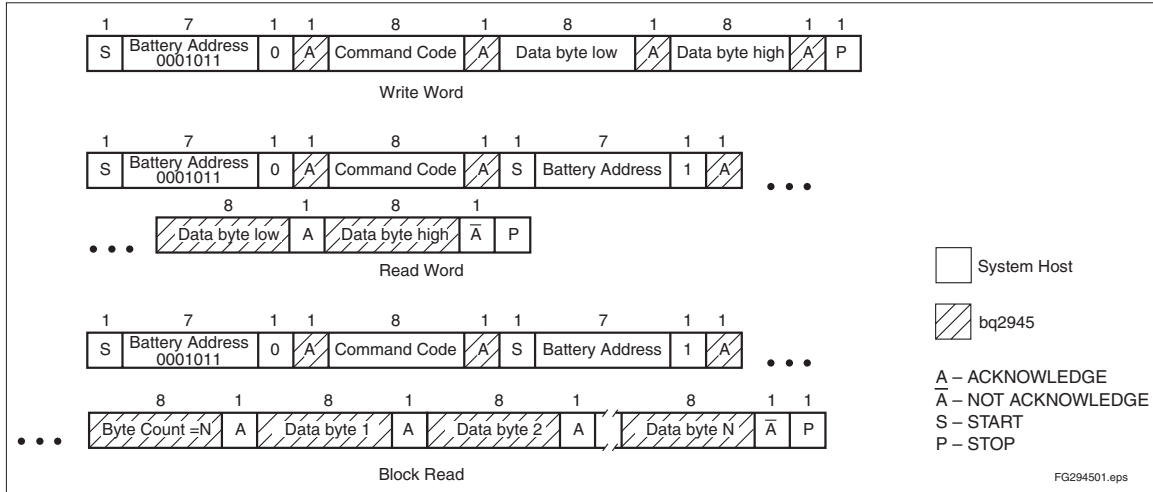 1 7 1 1 8 1 8 1 8 1 1
S Battery Address 0001011 0 A Command Code A Data byte low A Data byte high A P
Write Word
1 7 1 1 8 1 1 7 1 1
S Battery Address 0001011 0 A Command Code A S Battery Address 1 A
8 1 8 1
Data byte low A Data byte high A̅ P
Read Word
1 7 1 1 8 1 1 7 1 1
S Battery Address 0001011 0 A Command Code A S Battery Address 1 A
8 1 8 1 8 1 8 1 1
Byte Count =N A Data byte 1 A Data byte 2 A Data byte N A̅ P
Block Read
System Host
bq2945
A – ACKNOWLEDGE
A̅ – NOT ACKNOWLEDGE
S – START
P – STOP
FG294501.eps